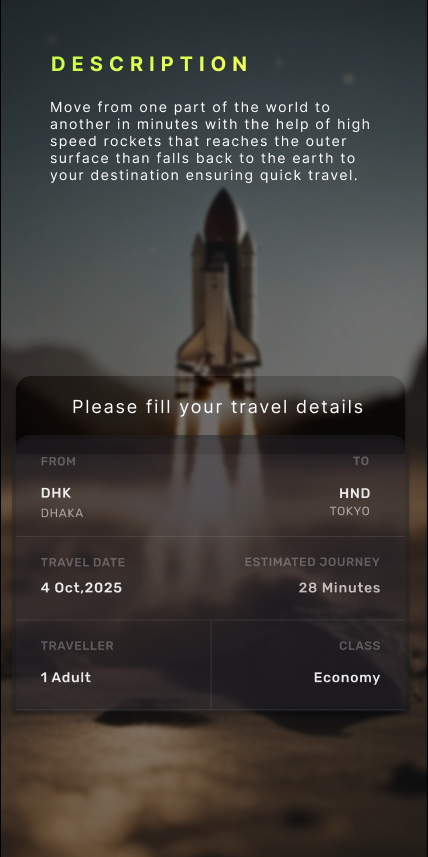 DESCRIPTION
Move from one part of the world to
another in minutes with the help of high
speed rockets that reaches the outer
surface than falls back to the earth to
your destination ensuring quick travel.
Please fill your travel details
FROM TO
DHK HND
DHAKA TOKYO
TRAVEL DATE ESTIMATED JOURNEY
4 Oct,2025 28 Minutes
TRAVELLER CLASS
1 Adult Economy